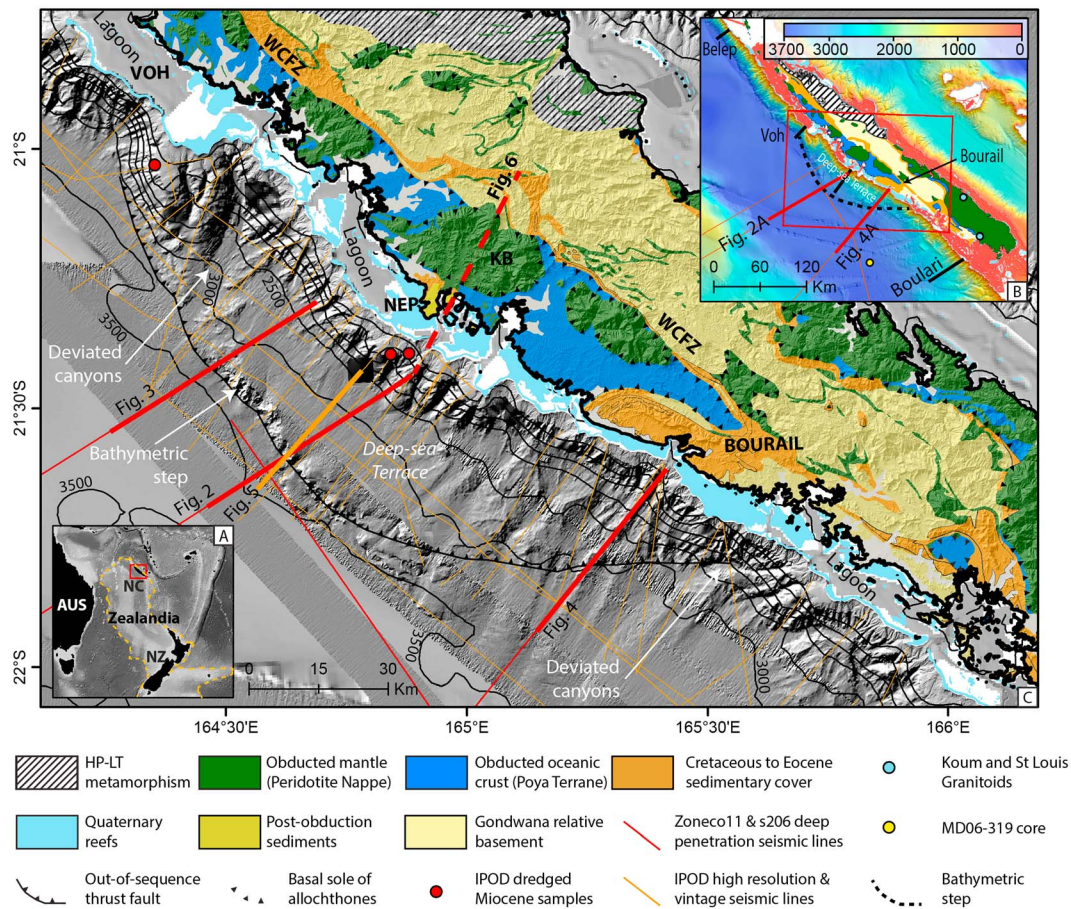 Lagoon
VOH
WCFZ
21°S
3000
2500
3500
Deviated
canyons
Fig. 3
Bathymetric
step
21°30'S
3500
Fig. 2
Fig. 5
Lagoon
NEP
KB
Fig. 6
WCFZ
Deep-sea-
Terrace
BOURAIL
Fig. 4
3500
Deviated
canyons
3000
Lagoon
22°S
A
AUS
NC
Zealandia
NZ
0 15 30
Km
3700 3000 2000 1000 0
Belep
Voh
Deep-sea Terrace
Bourail
Fig. 2A
Fig. 4A
Boulari
0 60 120
Km
B
C
164°30'E
165°E
165°30'E
166°E
HP-LT
metamorphism
Obducted mantle
(Peridotite Nappe)
Obducted oceanic
crust (Poya Terrane)
Cretaceous to Eocene
sedimentary cover
Koum and St Louis
Granitoids
Quaternary
reefs
Post-obduction
sediments
Gondwana relative
basement
Zoneco11 & s206 deep
penetration seismic lines
MD06-319 core
Out-of-sequence
thrust fault
Basal sole of
allochthones
IPOD dredged
Miocene samples
IPOD high resolution &
vintage seismic lines
Bathymetric
step